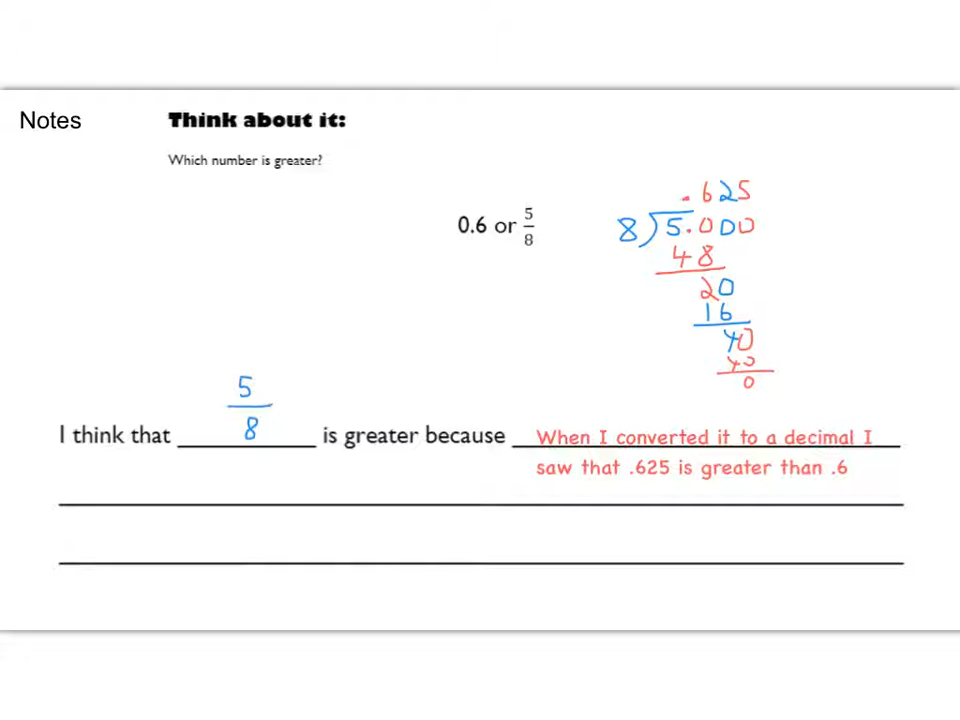 Notes
Think about it:
Which number is greater?
0.6 or 5/8
.625
8 ) 5.000
48
20
16
40
40
0
5
8
I think that ________ is greater because When I converted it to a decimal I
saw that .625 is greater than .6